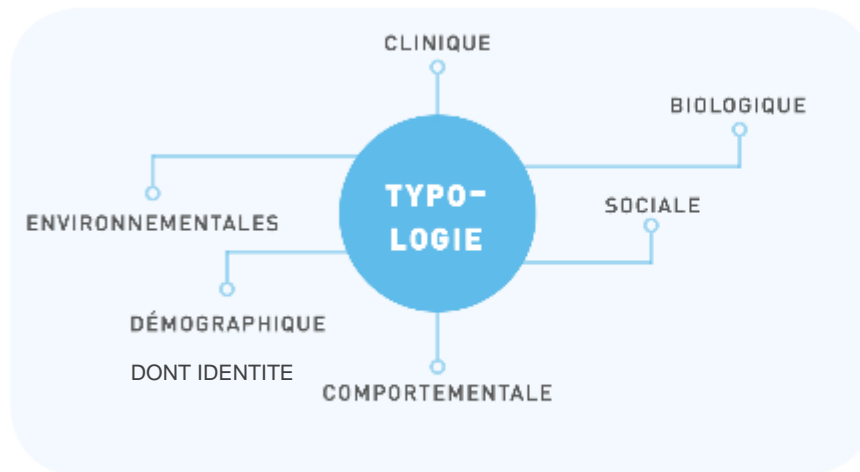 CLINIQUE
BIOLOGIQUE
TYPO-
LOGIE
SOCIALE
ENVIRONNEMENTALES
DÉMOGRAPHIQUE
DONT IDENTITE
COMPORTEMENTALE